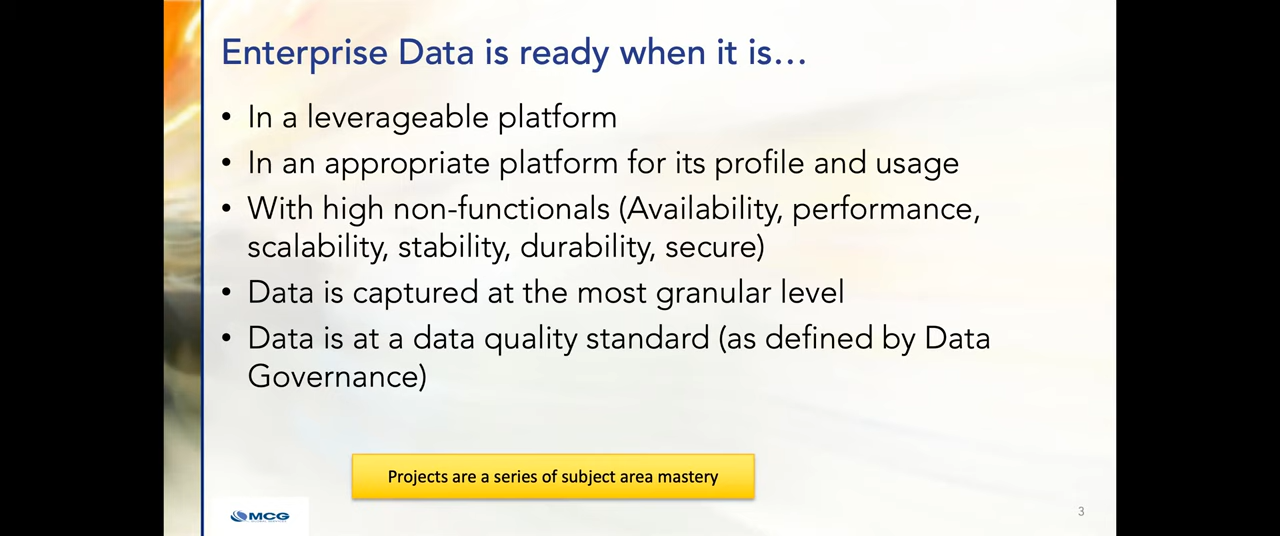 Enterprise Data is ready when it is…
• In a leverageable platform
• In an appropriate platform for its profile and usage
• With high non-functionals (Availability, performance,
scalability, stability, durability, secure)
• Data is captured at the most granular level
• Data is at a data quality standard (as defined by Data
Governance)
Projects are a series of subject area mastery
MCG
3